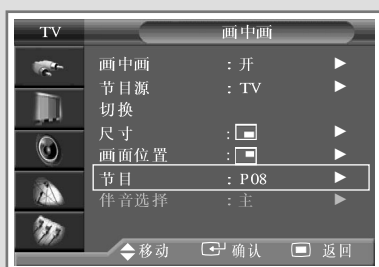 TV 画中画
画中画 : 开
节目源 : TV
切换
尺寸 :
画面位置 :
节目 : P08
伴音选择 : 主
移动 确认 返回